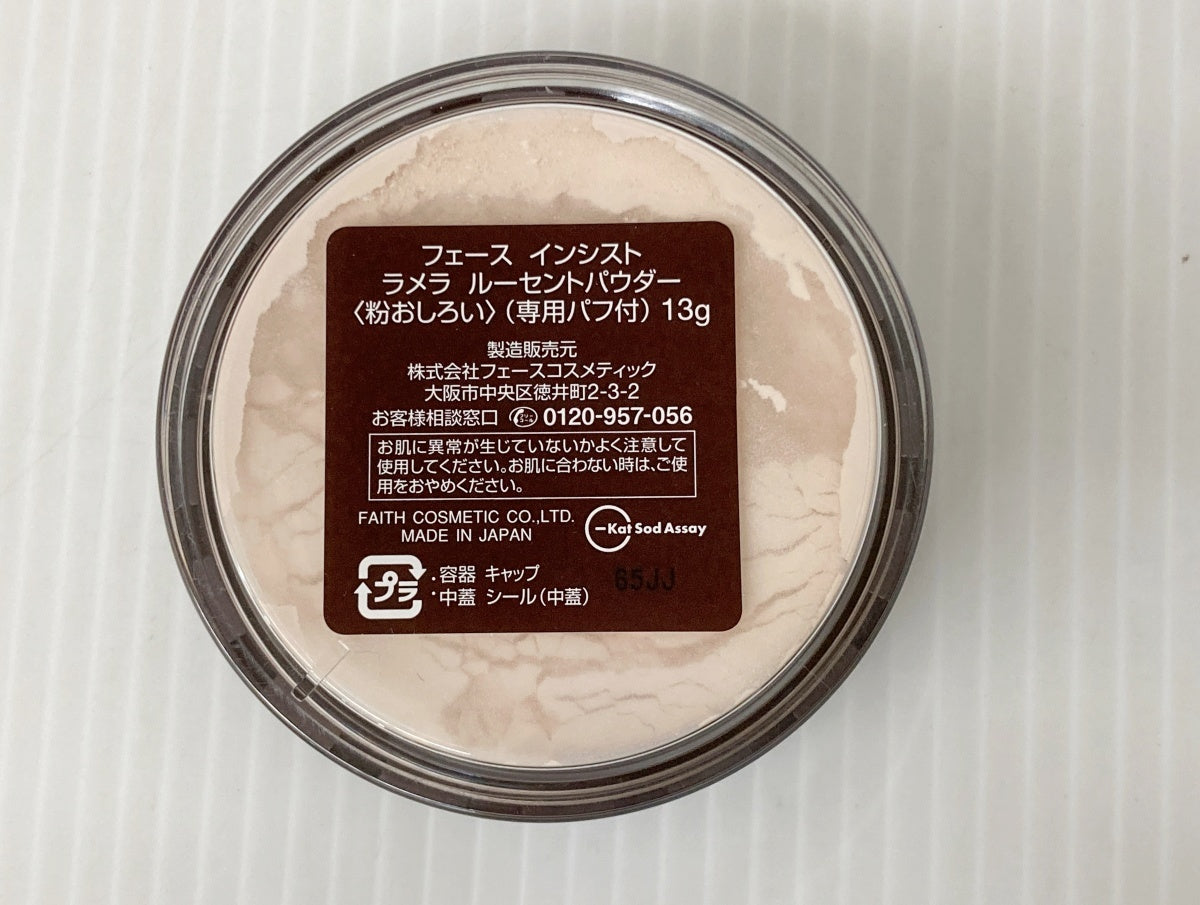 フェース インシスト
ラメラ ルーセントパウダー
〈粉おしろい〉（専用パフ付）13g
製造販売元
株式会社フェースコスメティック
大阪市中央区徳井町2-3-2
お客様相談窓口 0120-957-056
お肌に異常が生じていないかよく注意して
使用してください。お肌に合わない時は、ご使
用をおやめください。
FAITH COSMETIC CO.,LTD.
MADE IN JAPAN
Kat Sod Assay
プラ
・容器 キャップ
・中蓋 シール（中蓋）
65JJ